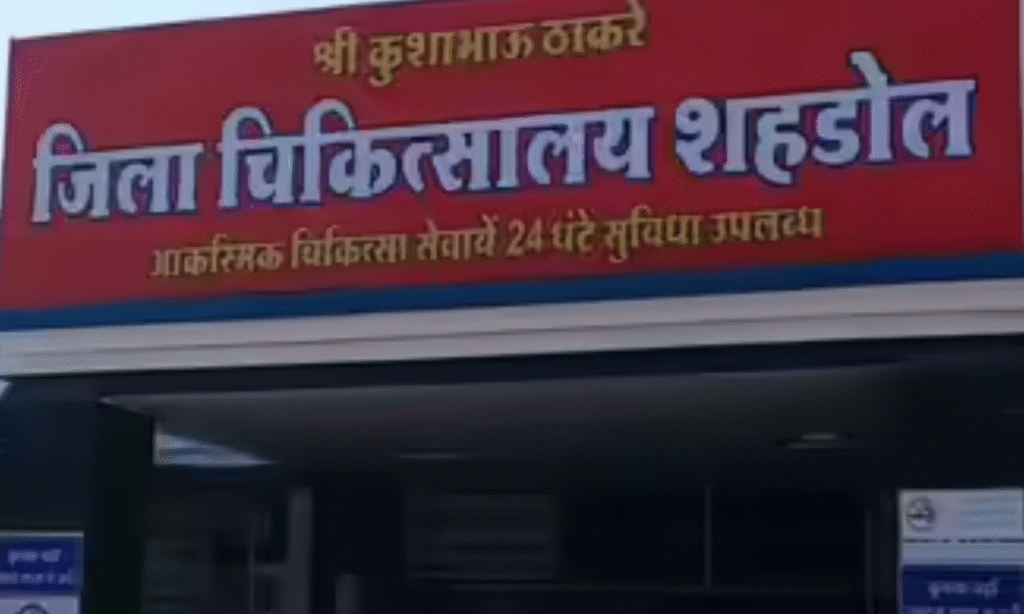 श्री कुशाभाऊ ठाकरे
जिला चिकित्सालय शहडोल
आकस्मिक चिकित्सा सेवायें 24 घंटे सुविधा उपलब्ध